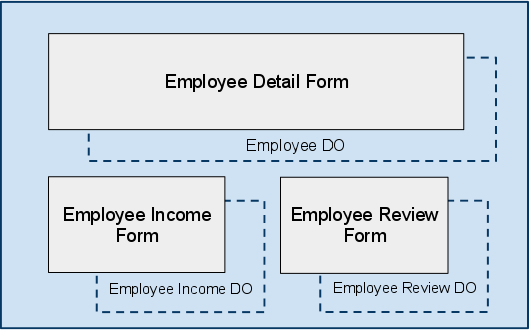 Employee Detail Form
Employee DO
Employee Income
Form
Employee Income DO
Employee Review
Form
Employee Review DO